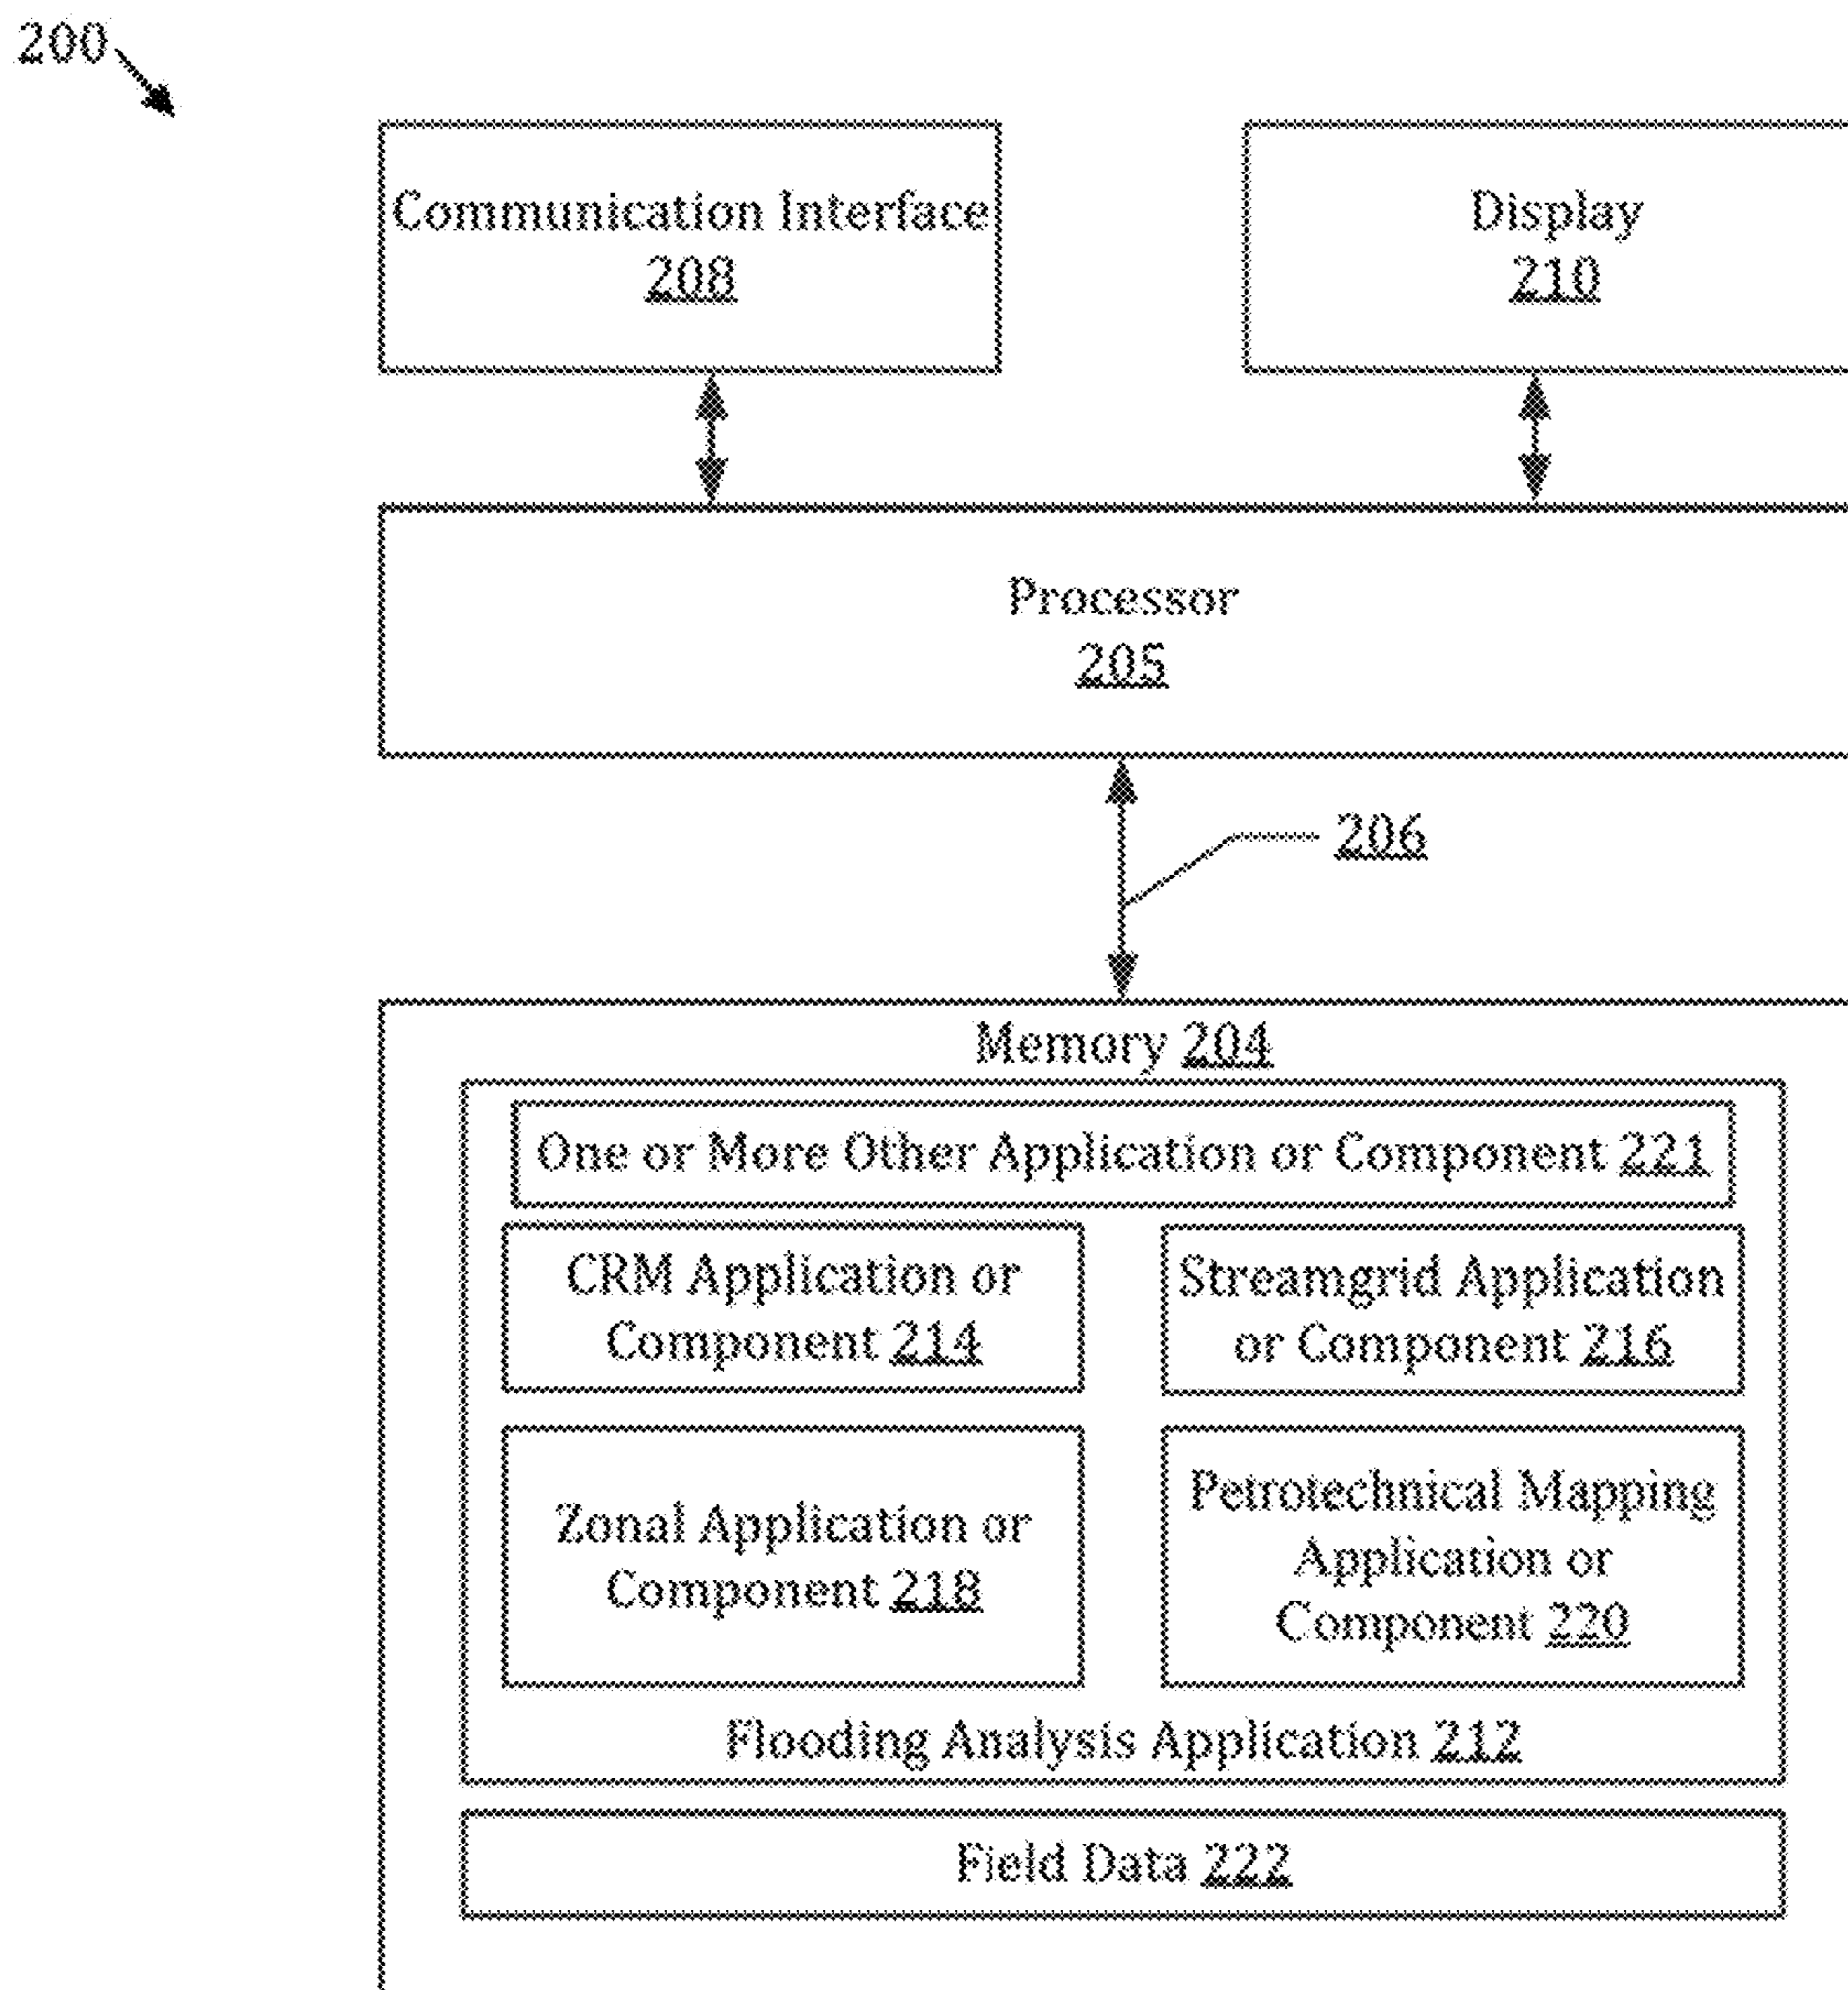 200
Communication Interface
208
Display
210
Processor
205
206
Memory 204
One or More Other Application or Component 221
CRM Application or
Component 214
Streamgrid Application
or Component 216
Zonal Application or
Component 218
Petrotechnical Mapping
Application or
Component 220
Flooding Analysis Application 212
Field Data 222